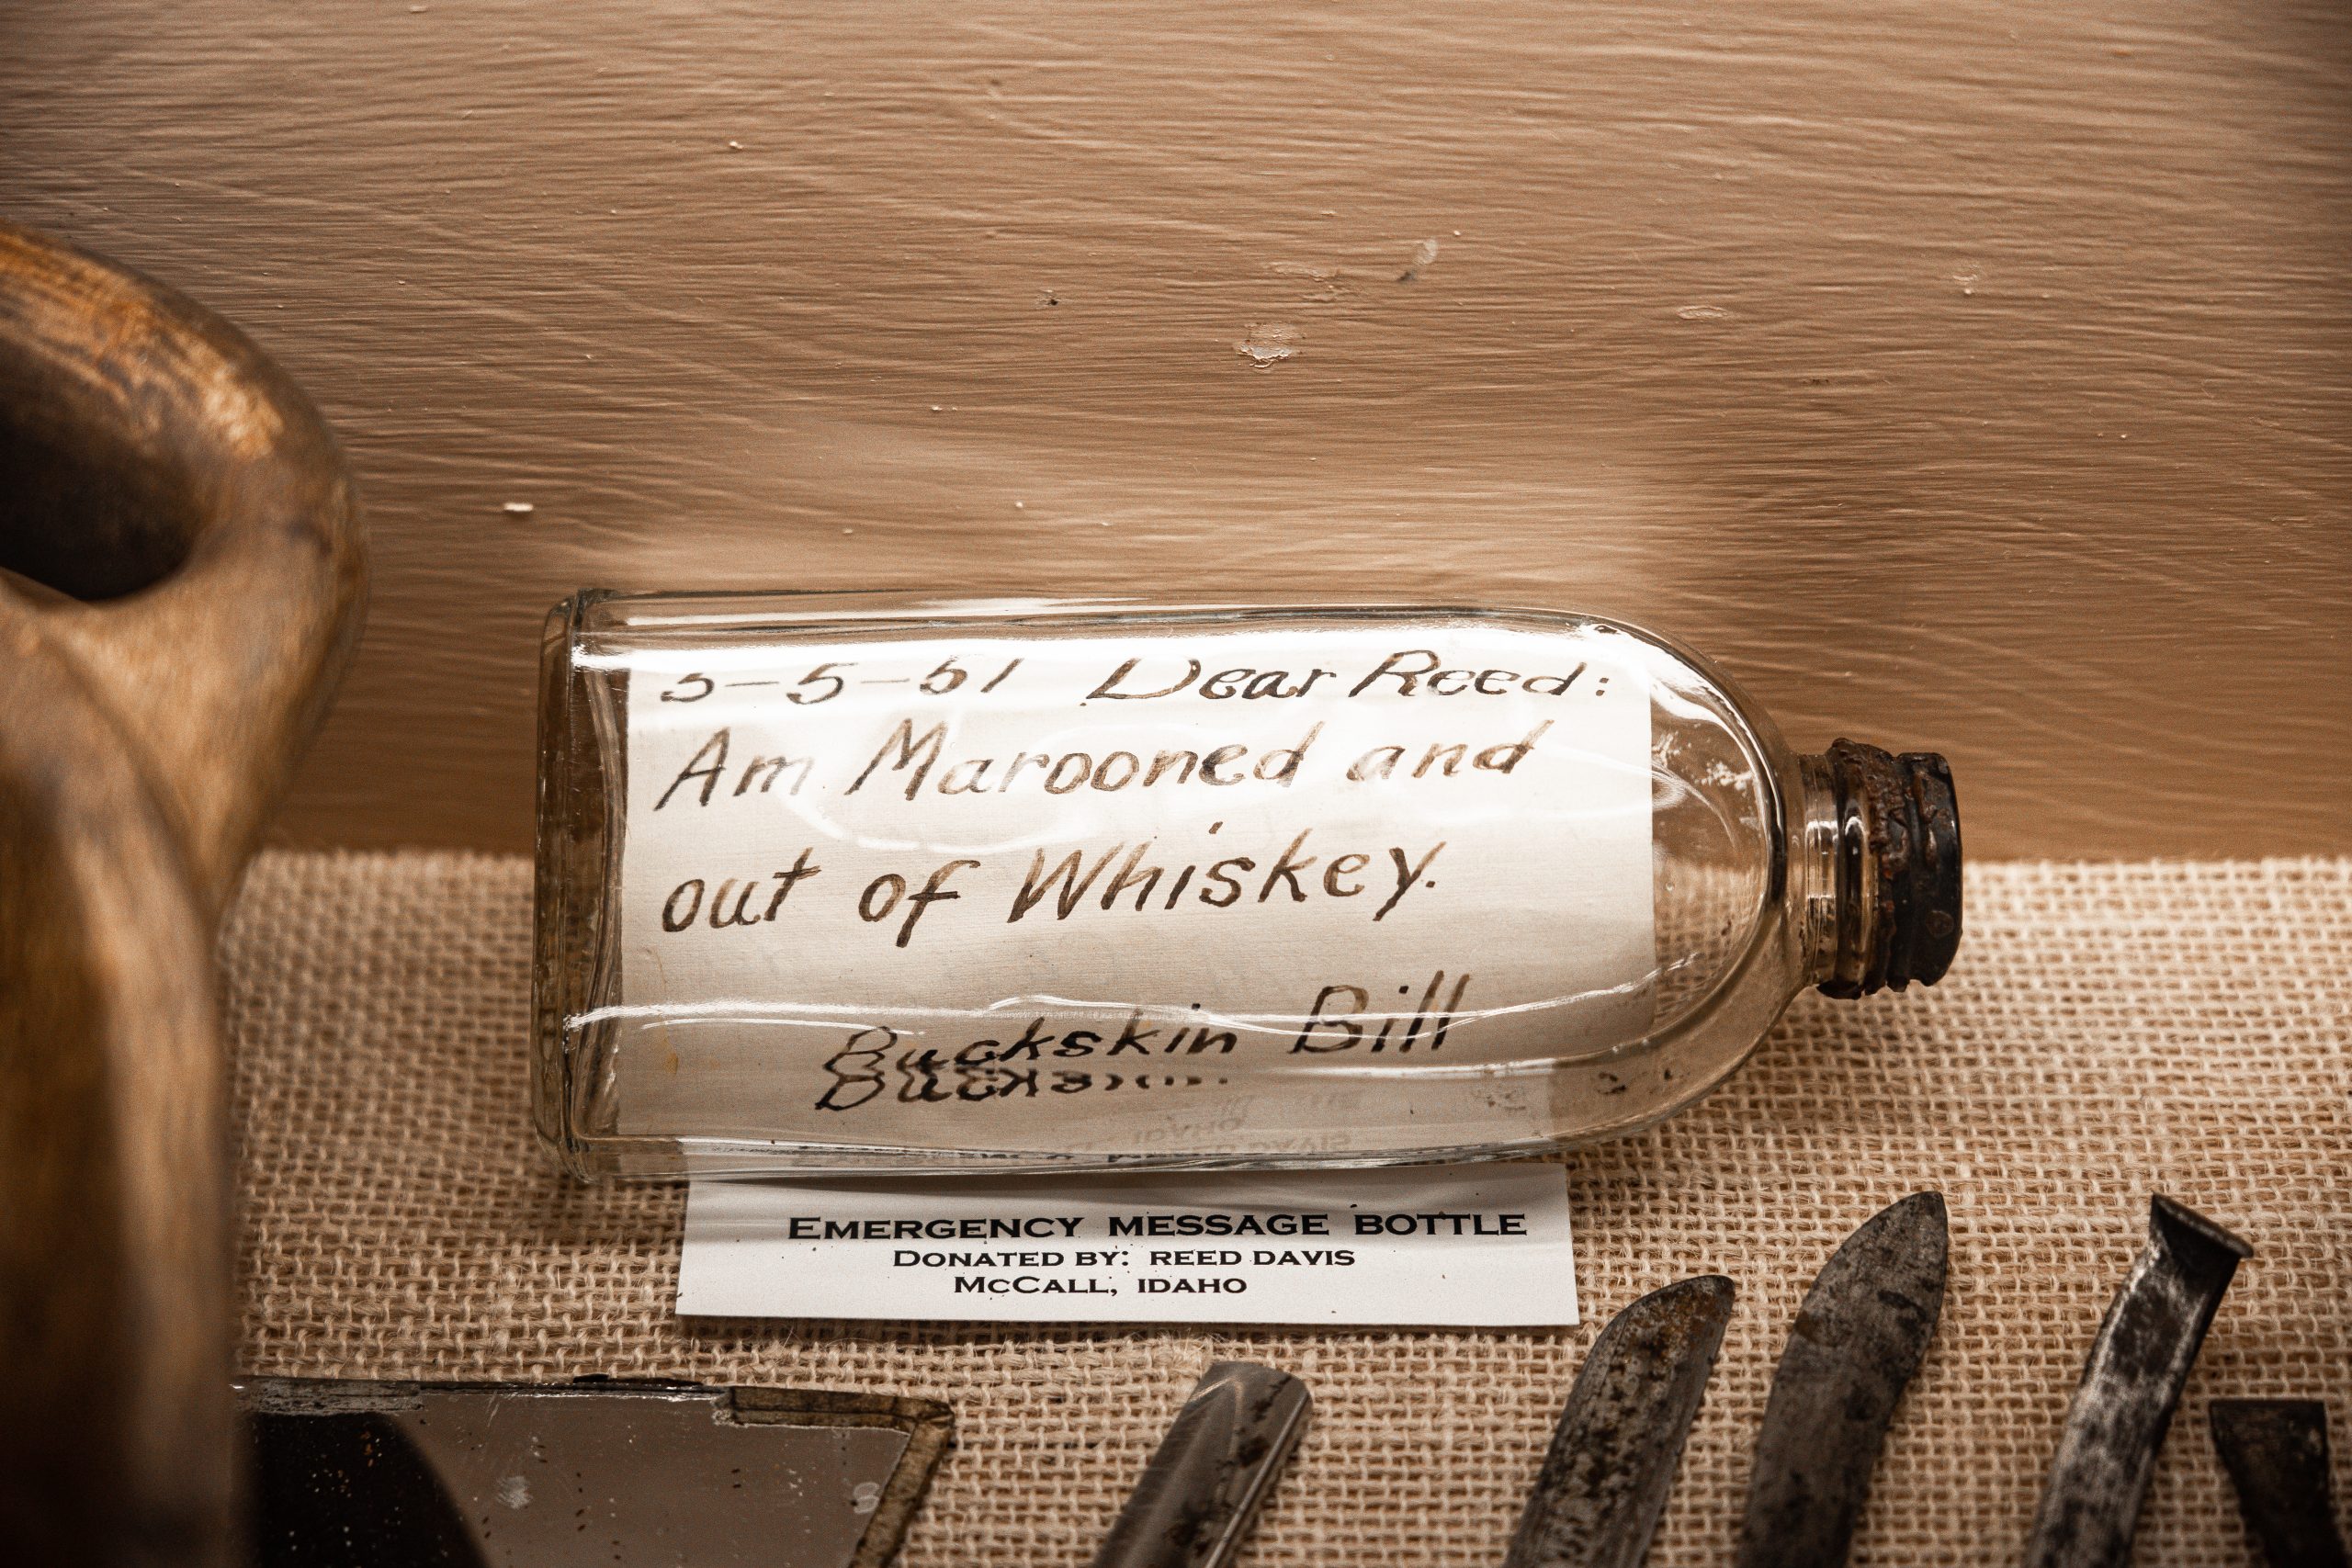 5-5-51 Dear Reed:
Am Marooned and
out of Whiskey.
Buckskin Bill
EMERGENCY MESSAGE BOTTLE
DONATED BY: REED DAVIS
MCCALL, IDAHO